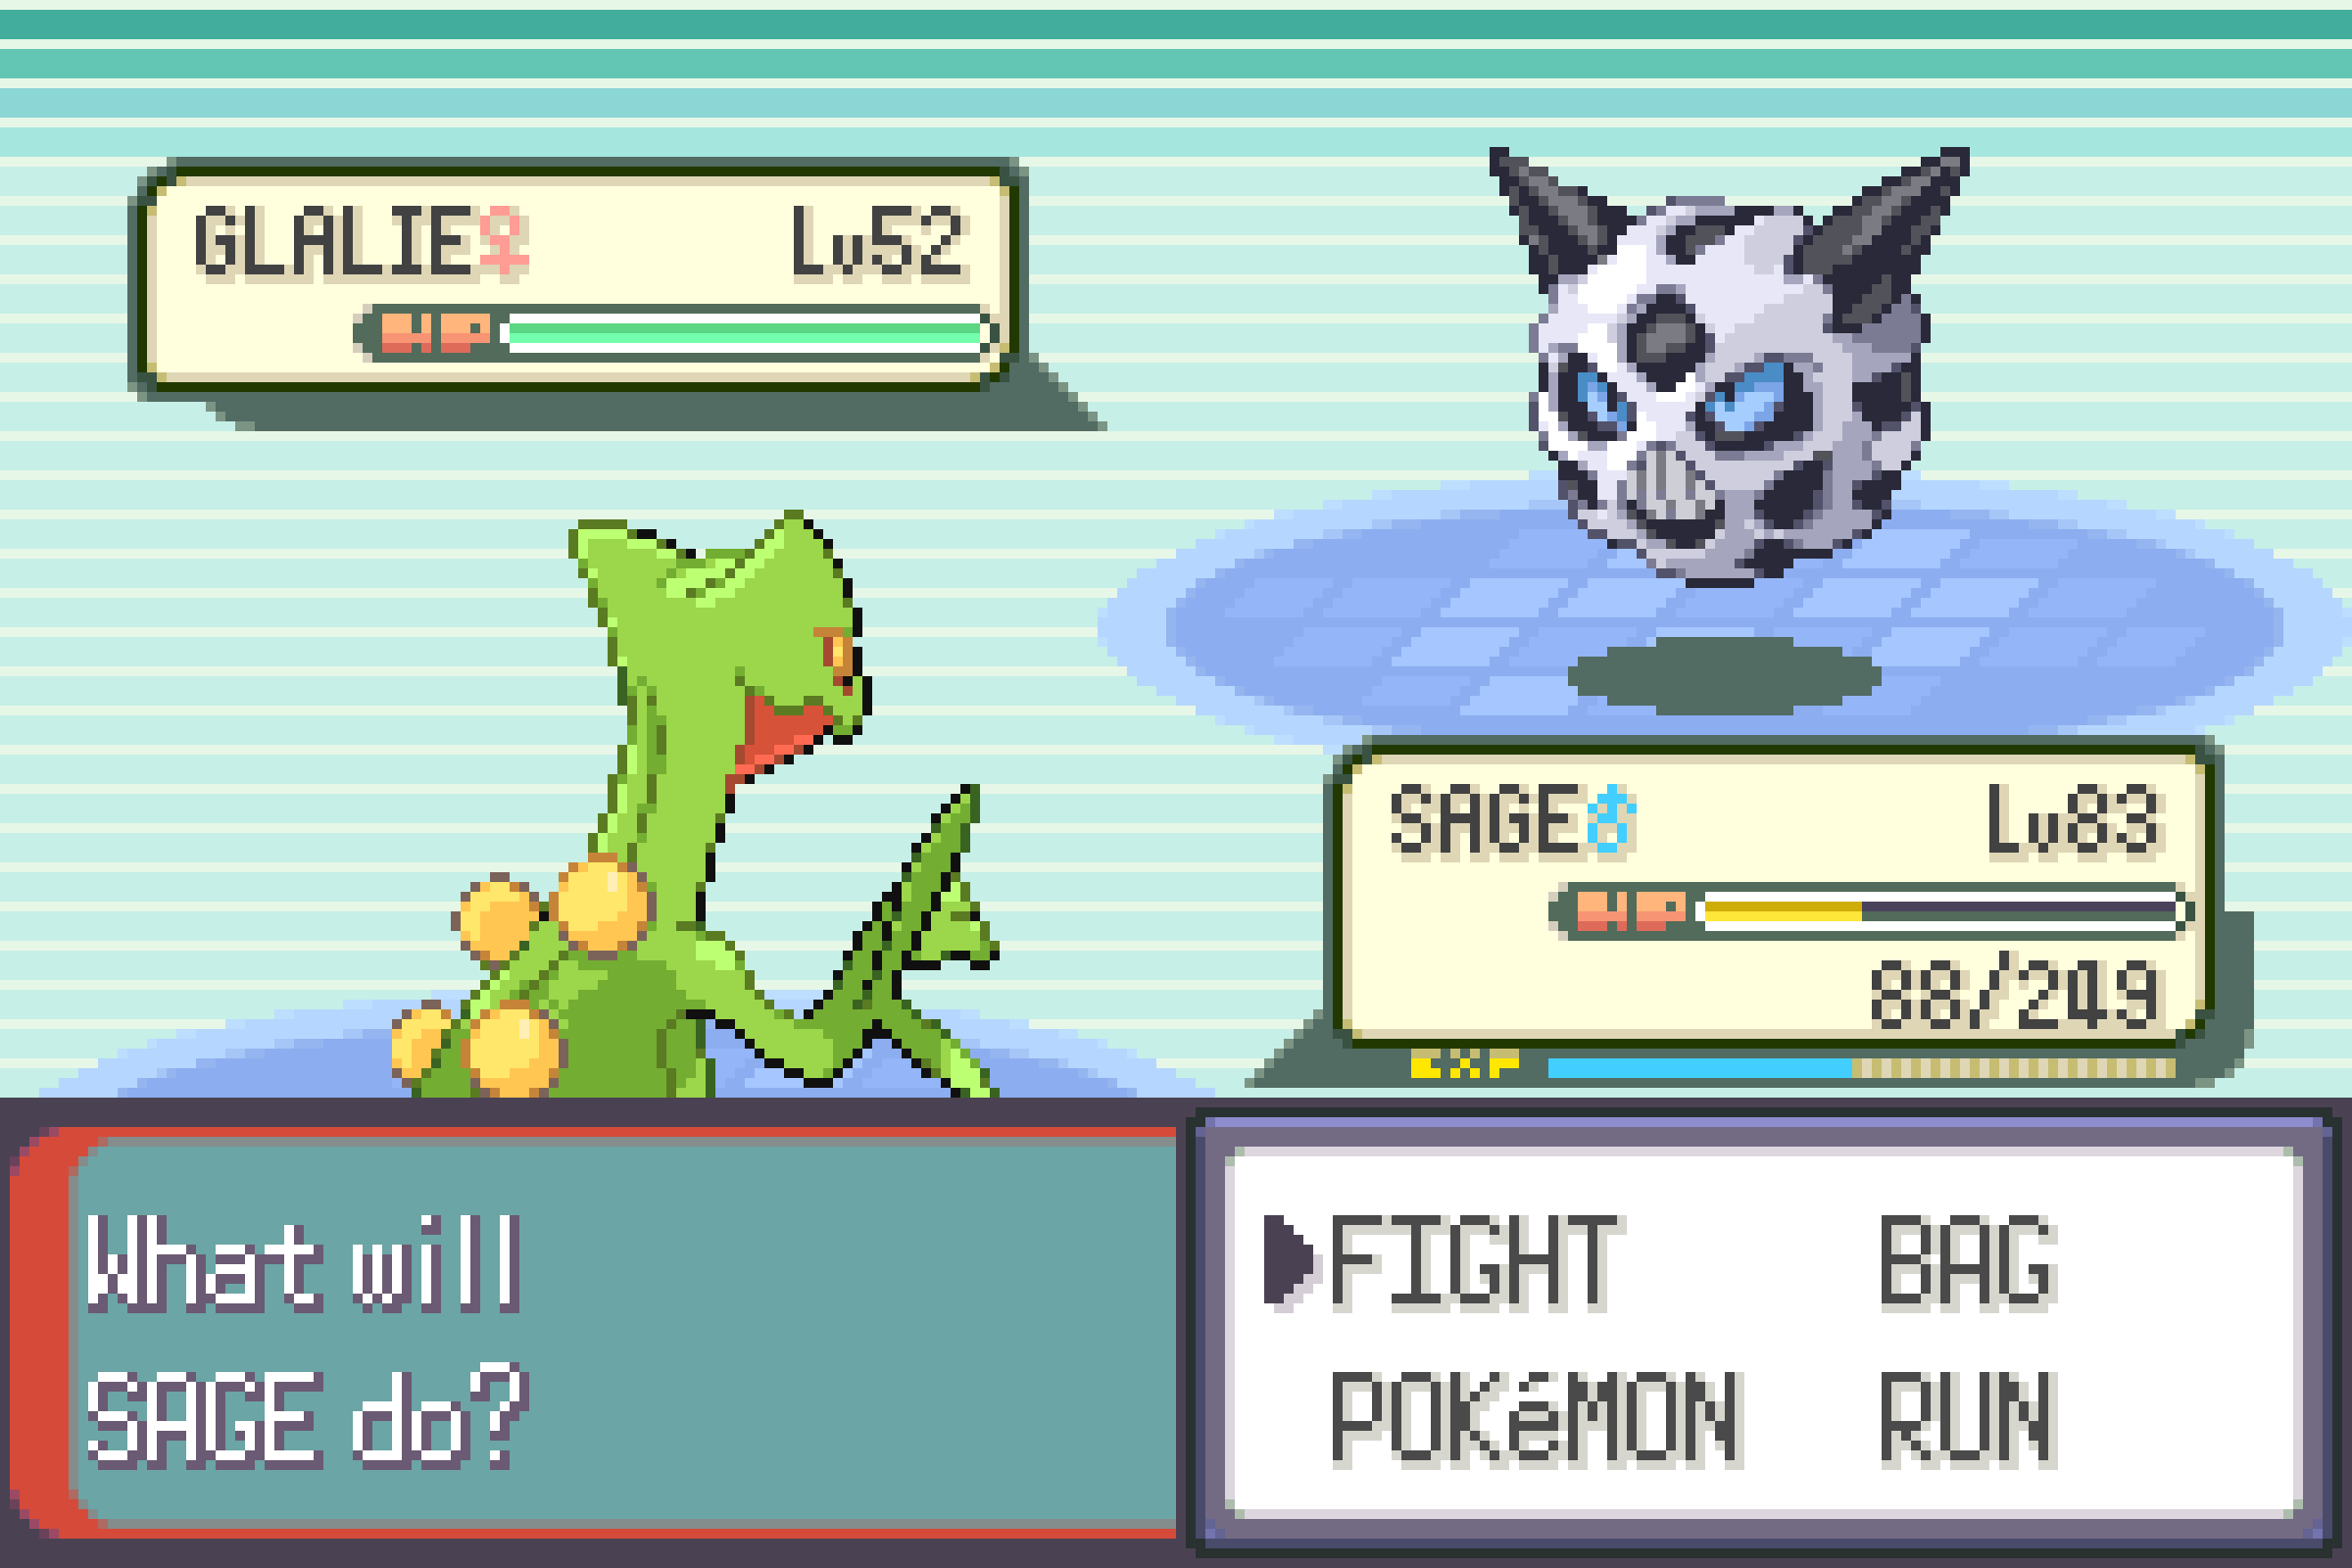 GLALIE♀ Lv52
HP
SAGE♂ Lv83
HP
88/249
EXP
What will
SAGE do?
FIGHT BAG
POKéMON RUN